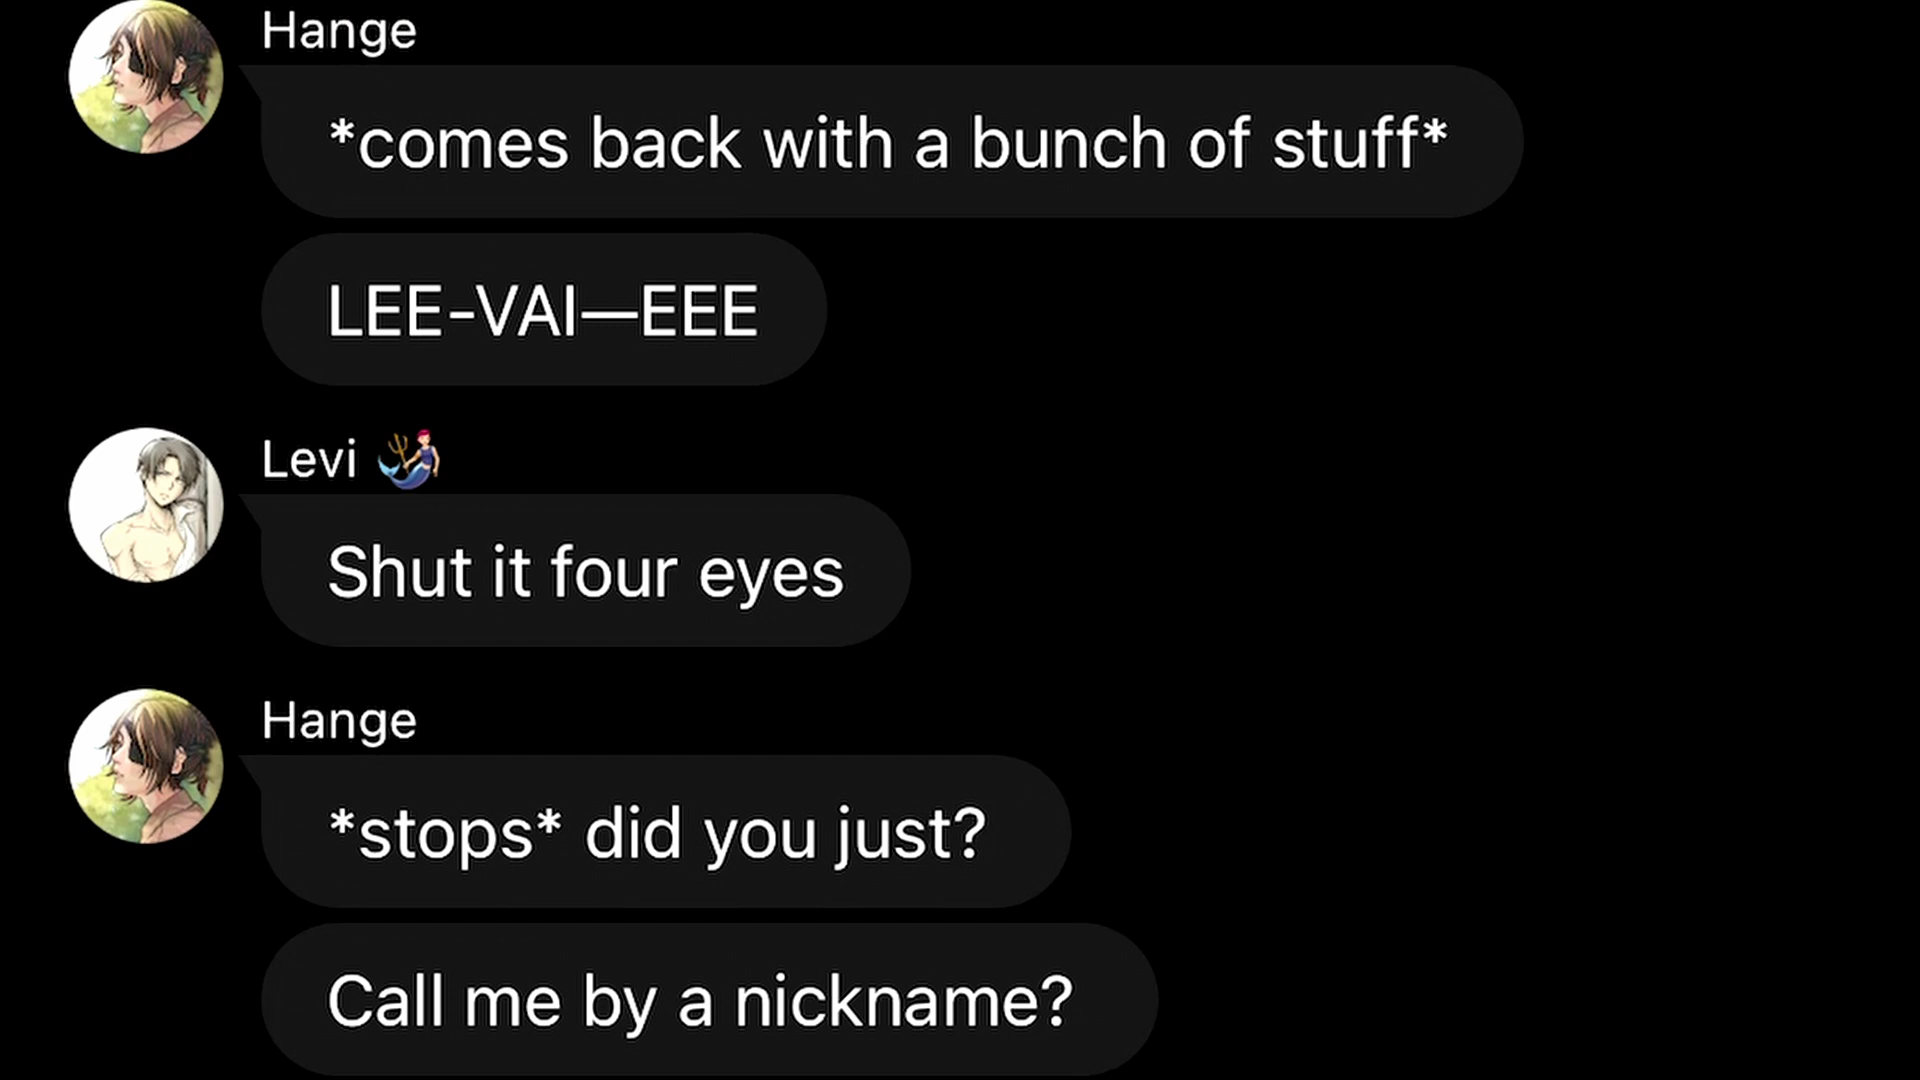 Hange
*comes back with a bunch of stuff*
LEE-VAI—EEE
Levi 🧜‍♀️
Shut it four eyes
Hange
*stops* did you just?
Call me by a nickname?